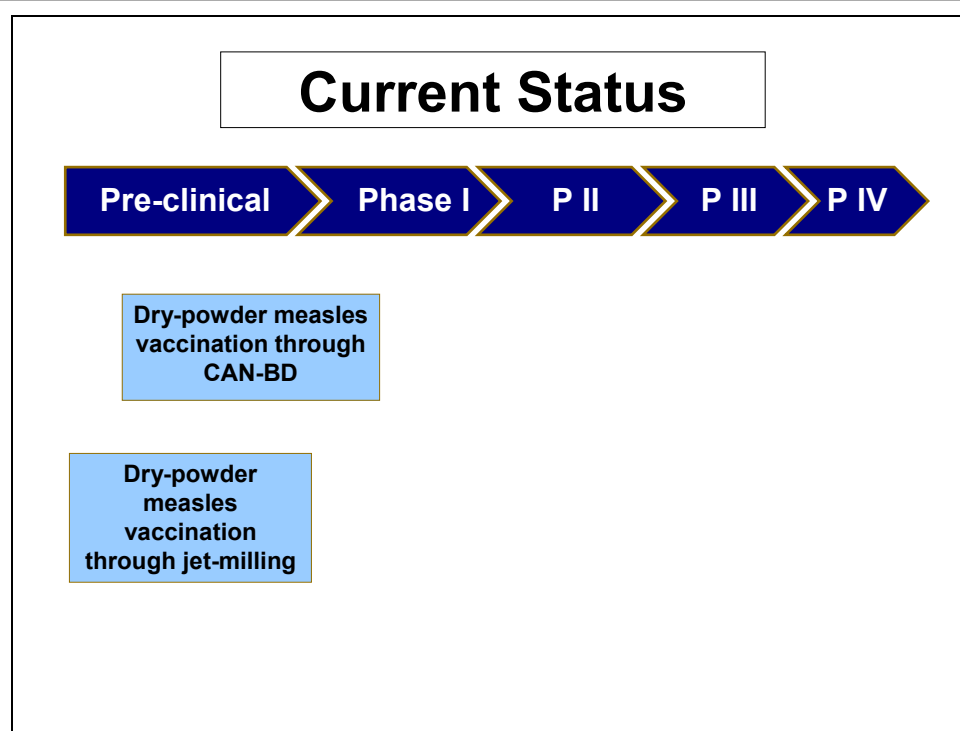 Current Status
Pre-clinical
Phase I
P II
P III
P IV
Dry-powder measles
vaccination through
CAN-BD
Dry-powder
measles
vaccination
through jet-milling